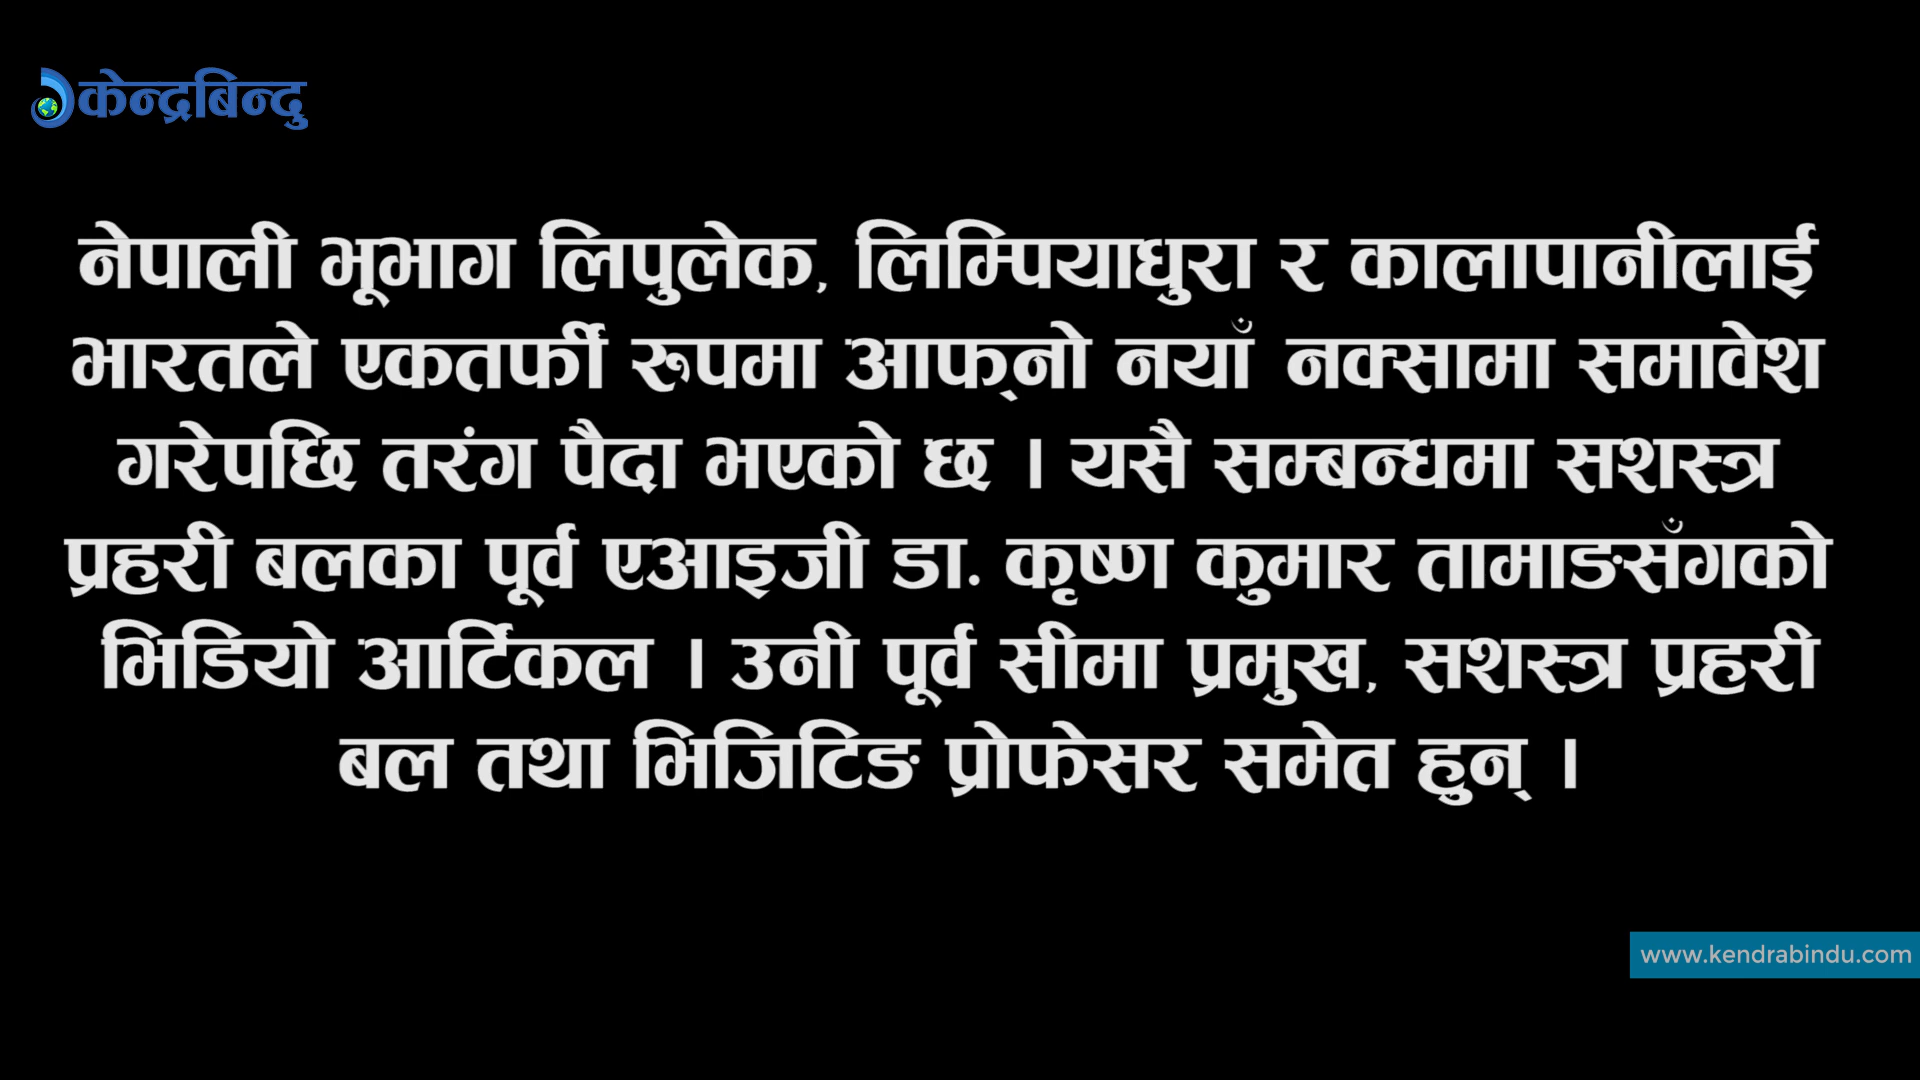 केन्द्रबिन्दु
नेपाली भूभाग लिपुलेक, लिम्पियाधुरा र कालापानीलाई
भारतले एकतर्फी रुपमा आफ्‌नो नयाँ नक्सामा समावेश
गरेपछि तरंग पैदा भएको छ । यसै सम्बन्धमा सशस्त्र
प्रहरी बलका पूर्व एआइजी डा. कृष्ण कुमार तामाङसँगको
भिडियो आर्टिकल । उनी पूर्व सीमा प्रमुख, सशस्त्र प्रहरी
बल तथा भिजिटिङ प्रोफेसर समेत हुन् ।
www.kendrabindu.com